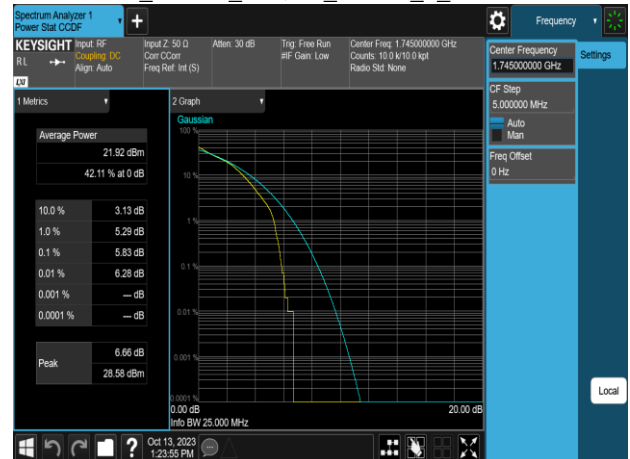 Spectrum Analyzer 1
Power Stat CCDF
+
Frequency
KEYSIGHT
RL
LXI
Input: RF
Coupling: DC
Align: Auto
Input Z: 50 Ω
Corr CCorr
Freq Ref: Int (S)
Atten: 30 dB
Trig: Free Run
#IF Gain: Low
Center Freq: 1.745000000 GHz
Counts: 10.0 k/10.0 kpt
Radio Std: None
Center Frequency
1.745000000 GHz
Settings
CF Step
5.000000 MHz
Auto
Man
Freq Offset
0 Hz
1 Metrics
Average Power
21.92 dBm
42.11 % at 0 dB
10.0 % 3.13 dB
1.0 % 5.29 dB
0.1 % 5.83 dB
0.01 % 6.28 dB
0.001 % --- dB
0.0001 % --- dB
Peak
6.66 dB
28.58 dBm
2 Graph
Gaussian
100 %
10 %
1 %
0.1 %
0.01 %
0.001 %
0.0001 %
0.00 dB 20.00 dB
Info BW 25.000 MHz
Local
?
Oct 13, 2023
1:23:55 PM